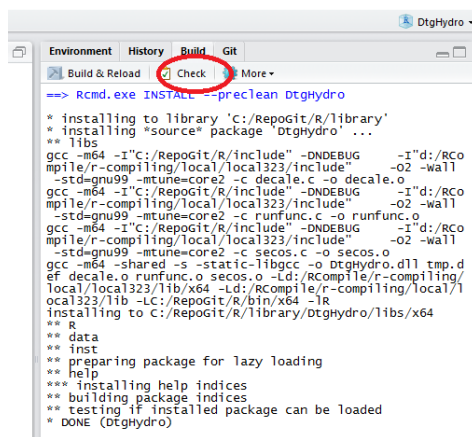 DtgHydro
Environment History Build Git
Build & Reload Check More
==> Rcmd.exe INSTALL --preclean DtgHydro
* installing to library 'C:/RepoGit/R/library'
* installing *source* package 'DtgHydro' ...
** libs
gcc -m64 -I"C:/RepoGit/R/include" -DNDEBUG -I"d:/RCo
mpile/r-compiling/local/local323/include" -O2 -Wall
-std=gnu99 -mtune=core2 -c decale.c -o decale.o
gcc -m64 -I"C:/RepoGit/R/include" -DNDEBUG -I"d:/RCo
mpile/r-compiling/local/local323/include" -O2 -Wall
-std=gnu99 -mtune=core2 -c runfunc.c -o runfunc.o
gcc -m64 -I"C:/RepoGit/R/include" -DNDEBUG -I"d:/RCo
mpile/r-compiling/local/local323/include" -O2 -Wall
-std=gnu99 -mtune=core2 -c secos.c -o secos.o
gcc -m64 -shared -s -static-libgcc -o DtgHydro.dll tmp.d
ef decale.o runfunc.o secos.o -Ld:/RCompile/r-compiling/
local/local323/lib/x64 -Ld:/RCompile/r-compiling/local/l
ocal323/lib -LC:/RepoGit/R/bin/x64 -lR
installing to C:/RepoGit/R/library/DtgHydro/libs/x64
** R
** data
** inst
** preparing package for lazy loading
** help
*** installing help indices
** building package indices
** testing if installed package can be loaded
* DONE (DtgHydro)